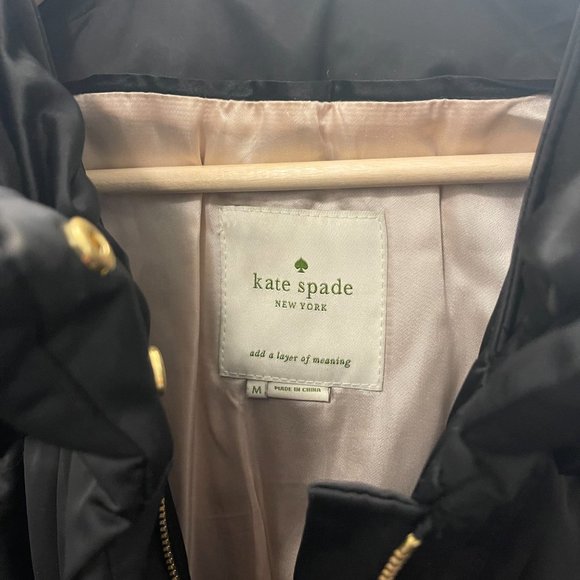 kate spade
NEW YORK
add a layer of meaning
M
MADE IN CHINA